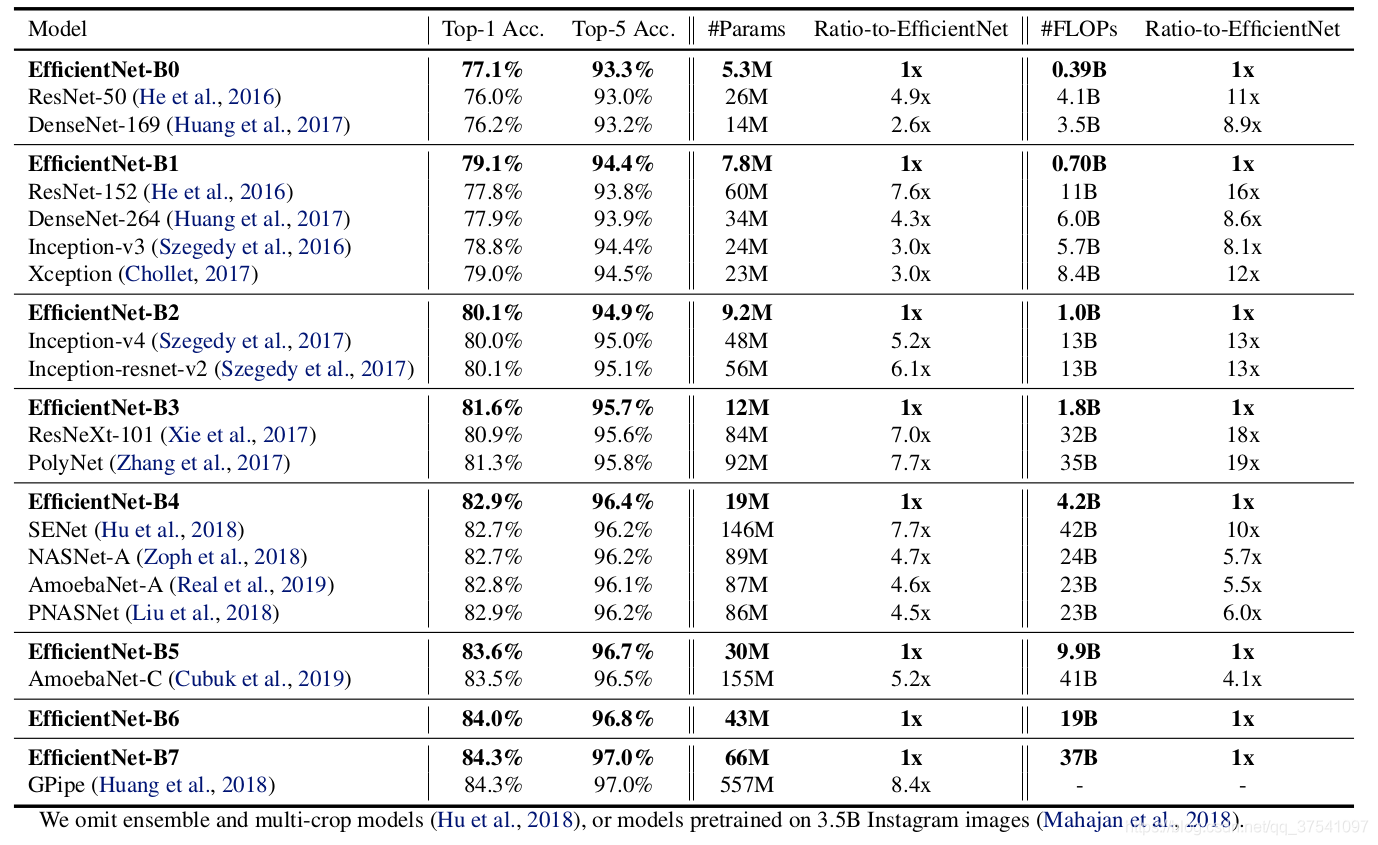 Model Top-1 Acc. Top-5 Acc. #Params Ratio-to-EfficientNet #FLOPs Ratio-to-EfficientNet
EfficientNet-B0 77.1% 93.3% 5.3M 1x 0.39B 1x
ResNet-50 (He et al., 2016) 76.0% 93.0% 26M 4.9x 4.1B 11x
DenseNet-169 (Huang et al., 2017) 76.2% 93.2% 14M 2.6x 3.5B 8.9x
EfficientNet-B1 79.1% 94.4% 7.8M 1x 0.70B 1x
ResNet-152 (He et al., 2016) 77.8% 93.8% 60M 7.6x 11B 16x
DenseNet-264 (Huang et al., 2017) 77.9% 93.9% 34M 4.3x 6.0B 8.6x
Inception-v3 (Szegedy et al., 2016) 78.8% 94.4% 24M 3.0x 5.7B 8.1x
Xception (Chollet, 2017) 79.0% 94.5% 23M 3.0x 8.4B 12x
EfficientNet-B2 80.1% 94.9% 9.2M 1x 1.0B 1x
Inception-v4 (Szegedy et al., 2017) 80.0% 95.0% 48M 5.2x 13B 13x
Inception-resnet-v2 (Szegedy et al., 2017) 80.1% 95.1% 56M 6.1x 13B 13x
EfficientNet-B3 81.6% 95.7% 12M 1x 1.8B 1x
ResNeXt-101 (Xie et al., 2017) 80.9% 95.6% 84M 7.0x 32B 18x
PolyNet (Zhang et al., 2017) 81.3% 95.8% 92M 7.7x 35B 19x
EfficientNet-B4 82.9% 96.4% 19M 1x 4.2B 1x
SENet (Hu et al., 2018) 82.7% 96.2% 146M 7.7x 42B 10x
NASNet-A (Zoph et al., 2018) 82.7% 96.2% 89M 4.7x 24B 5.7x
AmoebaNet-A (Real et al., 2019) 82.8% 96.1% 87M 4.6x 23B 5.5x
PNASNet (Liu et al., 2018) 82.9% 96.2% 86M 4.5x 23B 6.0x
EfficientNet-B5 83.6% 96.7% 30M 1x 9.9B 1x
AmoebaNet-C (Cubuk et al., 2019) 83.5% 96.5% 155M 5.2x 41B 4.1x
EfficientNet-B6 84.0% 96.8% 43M 1x 19B 1x
EfficientNet-B7 84.3% 97.0% 66M 1x 37B 1x
GPipe (Huang et al., 2018) 84.3% 97.0% 557M 8.4x - -
We omit ensemble and multi-crop models (Hu et al., 2018), or models pretrained on 3.5B Instagram images (Mahajan et al., 2018).
https://blog.csdn.net/qq_37541097